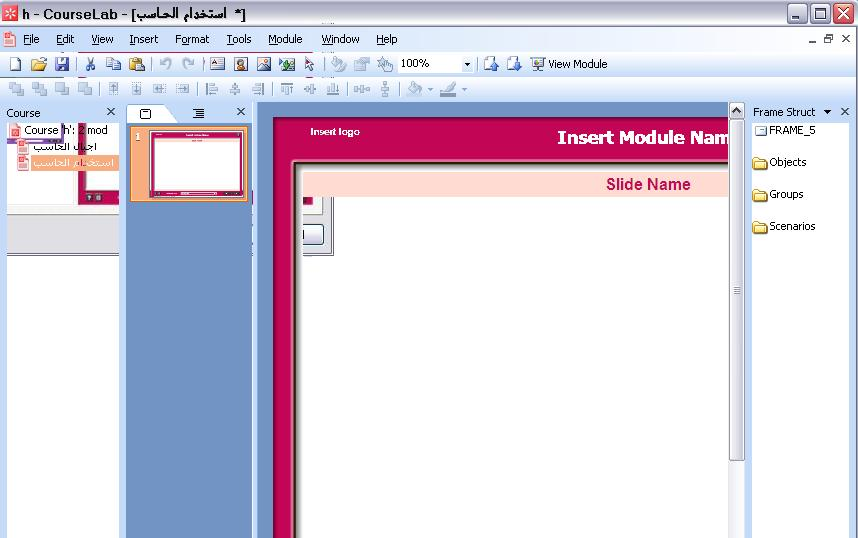 h - CourseLab - [استخدام الحاسب *]
File Edit View Insert Format Tools Module Window Help
100% View Module
Course
Course 'h': 2 mod
اجيال الحاسب
استخدام الحاسب
1
Insert logo
Insert Module Nam
Slide Name
Frame Struct
FRAME_5
Objects
Groups
Scenarios